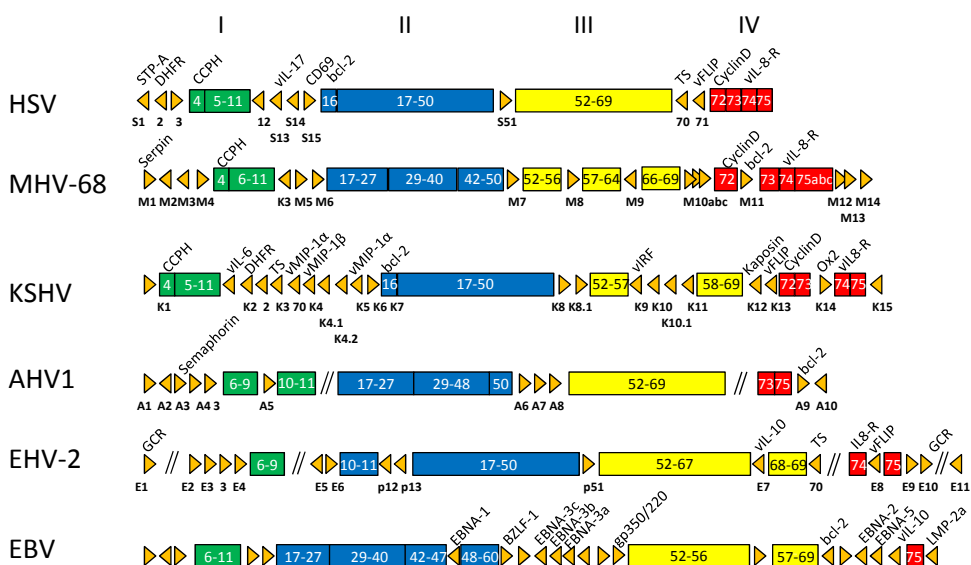 I II III IV
STP-A DHFR CCPH vIL-17 CD69 bcl-2 TS vFLIP CyclinD vIL-8-R
HSV 4 5-11 16 17-50 52-69 72 73 74 75
S1 2 3 12 S13 S14 S15 S51 70 71
Serpin CCPH CyclinD bcl-2 vIL-8-R
MHV-68 4 6-11 17-27 29-40 42-50 52-56 57-64 66-69 72 73 74 75abc
M1 M2 M3 M4 K3 M5 M6 M7 M8 M9 M10abc M11 M12 M13 M14
CCPH vIL-6 DHFR TS vMIP-1α vMIP-1β vMIP-1α bcl-2 vIRF Kaposin vFLIP CyclinD Ox2 vIL8-R
KSHV 4 5-11 16 17-50 52-57 58-69 72 73 74 75
K1 K2 2 K3 70 K4 K4.1 K4.2 K5 K6 K7 K8 K8.1 K9 K10 K10.1 K11 K12 K13 K14 K15
Semaphorin bcl-2
AHV1 6-9 10-11 // 17-27 29-48 50 52-69 // 73 75
A1 A2 A3 A4 3 A5 A6 A7 A8 A9 A10
GCR vIL-10 TS IL8-R vFLIP GCR
EHV-2 // 6-9 // 10-11 17-50 52-67 68-69 // 74 75 //
E1 E2 E3 3 E4 E5 E6 p12 p13 p51 E7 70 E8 E9 E10 E11
EBNA-1 BZLF-1 EBNA-3c EBNA-3b EBNA-3a gp350/220 bcl-2 EBNA-2 EBNA-5 vIL-10 LMP-2a
EBV 6-11 17-27 29-40 42-47 48-60 52-56 57-69 75